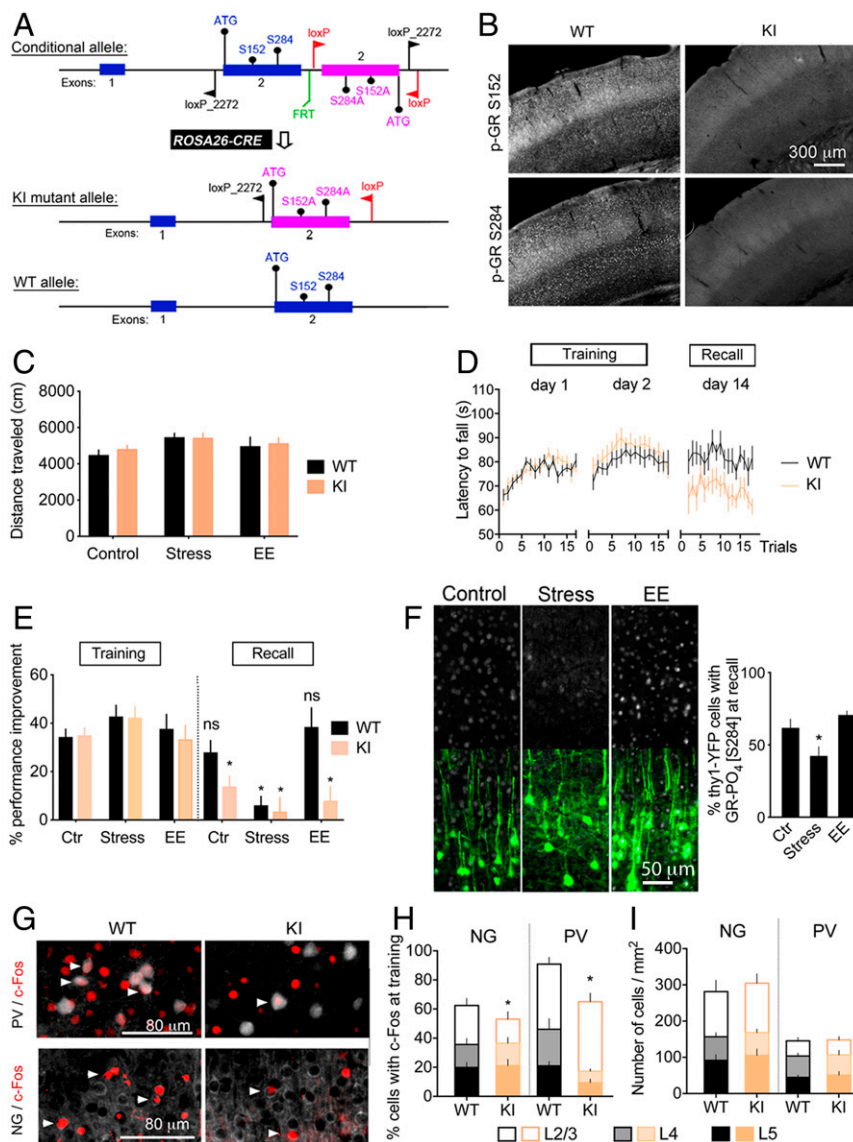 A
Conditional allele:
ATG
S152
S284
loxP
2
loxP_2272
Exons:
1
loxP_2272
2
FRT
S284A
S152A
loxP
ATG
ROSA26-CRE
KI mutant allele:
ATG
loxP_2272
S152A
S284A
loxP
Exons:
1
2
WT allele:
ATG
S152
S284
Exons:
1
2
B
WT
KI
p-GR S152
300 μm
p-GR S284
C
Distance traveled (cm)
8000
6000
4000
2000
0
Control
Stress
EE
WT
KI
D
Training
Recall
day 1
day 2
day 14
Latency to fall (s)
110
100
90
80
70
60
50
WT
KI
0 5 10 15
0 5 10 15
0 5 10 15
Trials
E
Training
Recall
% performance improvement
60
40
20
0
ns
*
* *
ns
*
WT
KI
Ctr
Stress
EE
Ctr
Stress
EE
F
Control
Stress
EE
50 μm
% thy1-YFP cells with
GR-PO4 [S284] at recall
100
50
0
*
Ctr
Stress
EE
G
WT
KI
PV / c-Fos
80 μm
NG / c-Fos
80 μm
H
NG
PV
% cells with c-Fos at training
100
80
60
40
20
0
*
*
WT
KI
WT
KI
I
NG
PV
Number of cells / mm2
400
300
200
100
0
WT
KI
WT
KI
L2/3
L4
L5